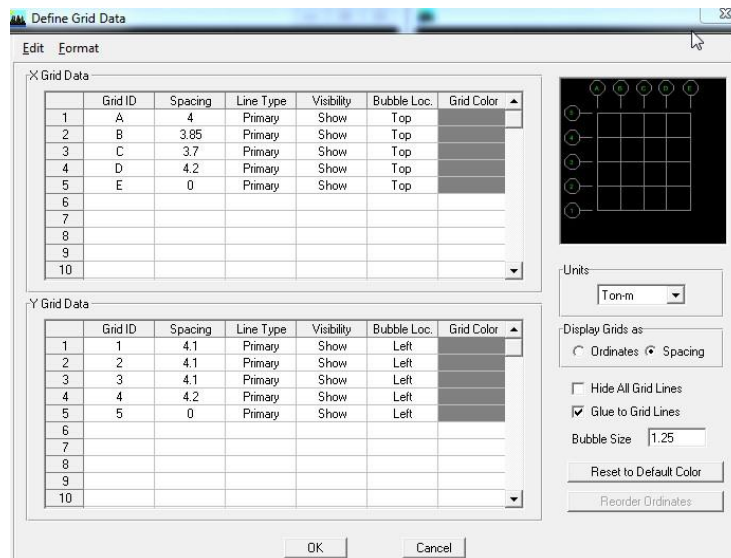 Define Grid Data
Edit Format
X Grid Data
Grid ID Spacing Line Type Visibility Bubble Loc. Grid Color
1 A 4 Primary Show Top
2 B 3.85 Primary Show Top
3 C 3.7 Primary Show Top
4 D 4.2 Primary Show Top
5 E 0 Primary Show Top
6
7
8
9
10
A B C D E
5
4
3
2
1
Units
Ton-m
Y Grid Data
Grid ID Spacing Line Type Visibility Bubble Loc. Grid Color
1 1 4.1 Primary Show Left
2 2 4.1 Primary Show Left
3 3 4.1 Primary Show Left
4 4 4.2 Primary Show Left
5 5 0 Primary Show Left
6
7
8
9
10
Display Grids as
Ordinates Spacing
Hide All Grid Lines
Glue to Grid Lines
Bubble Size 1.25
Reset to Default Color
Reorder Ordinates
OK Cancel